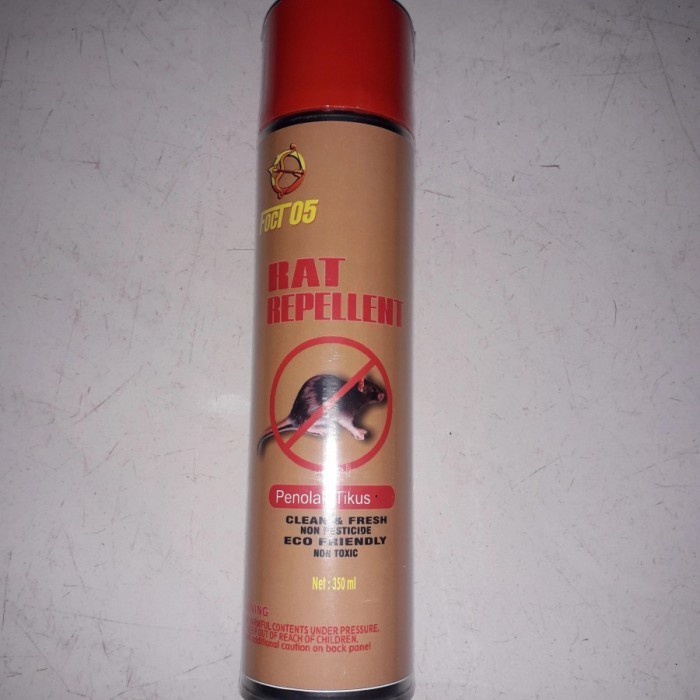 FOCT 05
RAT
REPELLENT
Penolak Tikus
CLEAN & FRESH
NON PESTICIDE
ECO FRIENDLY
NON TOXIC
Net : 350 ml
CONTENTS UNDER PRESSURE.
OUT OF REACH OF CHILDREN.
caution on back panel